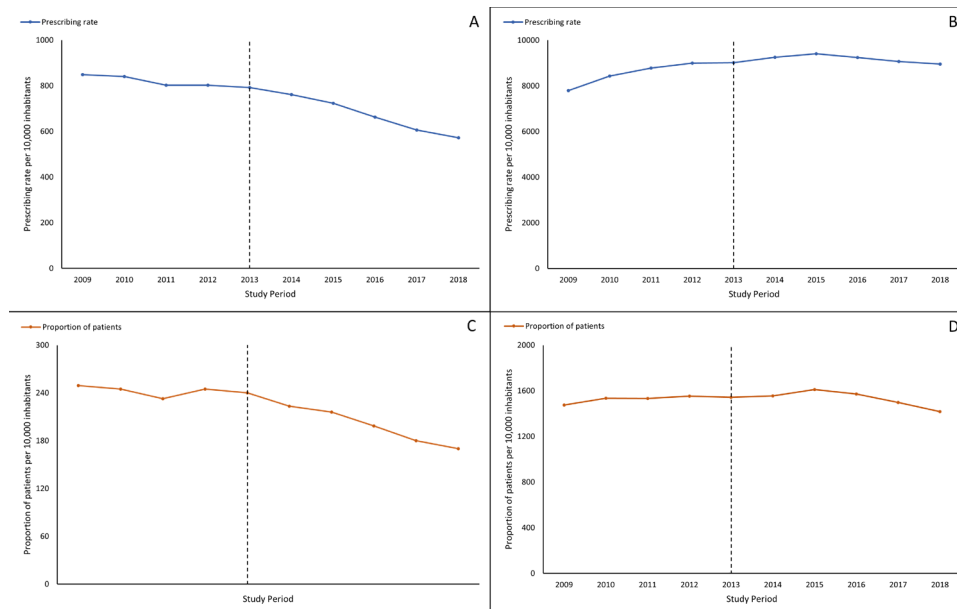 Prescribing rate
A
Prescribing rate per 10,000 inhabitants
1000
800
600
400
200
0
2009 2010 2011 2012 2013 2014 2015 2016 2017 2018
Study Period
Prescribing rate
B
Prescribing rate per 10,000 inhabitants
10000
8000
6000
4000
2000
0
2009 2010 2011 2012 2013 2014 2015 2016 2017 2018
Study Period
Proportion of patients
C
Proportion of patients per 10,000 inhabitants
300
240
180
120
60
0
Study Period
Proportion of patients
D
Proportion of patients per 10,000 inhabitants
2000
1600
1200
800
400
0
2009 2010 2011 2012 2013 2014 2015 2016 2017 2018
Study Period